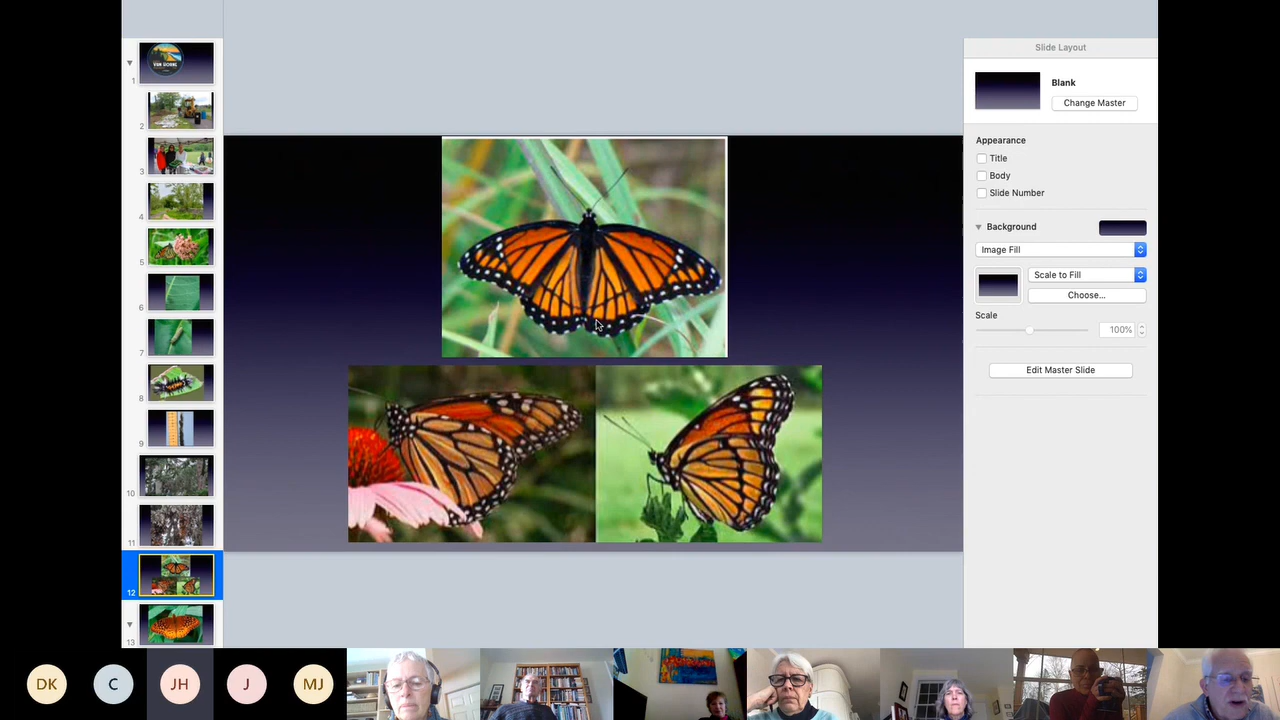 Slide Layout
Blank
Change Master
Appearance
Title
Body
Slide Number
Background
Image Fill
Scale to Fill
Choose...
Scale
100%
Edit Master Slide
1
2
3
4
5
6
7
8
9
10
11
12
13
DK
C
JH
J
MJ